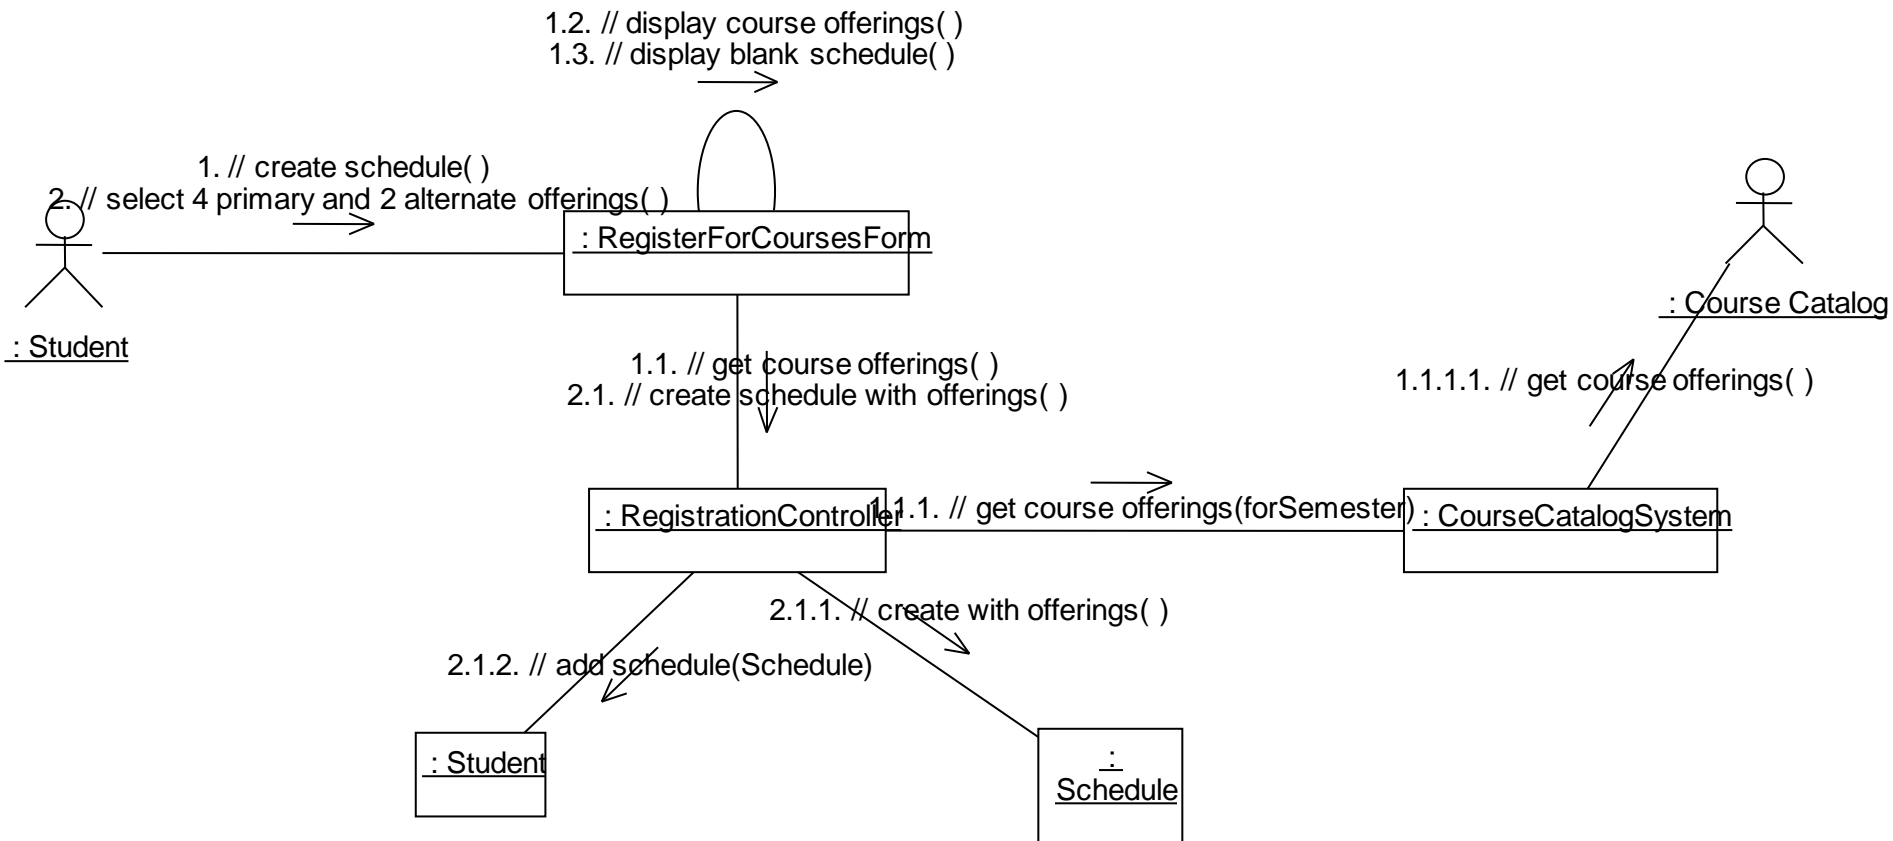 1.2. // display course offerings( )
1.3. // display blank schedule( )
1. // create schedule( )
2. // select 4 primary and 2 alternate offerings( )
: RegisterForCoursesForm
: Course Catalog
: Student
1.1. // get course offerings( )
2.1. // create schedule with offerings( )
1.1.1.1. // get course offerings( )
: RegistrationController
1.1.1. // get course offerings(forSemester)
: CourseCatalogSystem
2.1.1. // create with offerings( )
2.1.2. // add schedule(Schedule)
: Student
:
Schedule